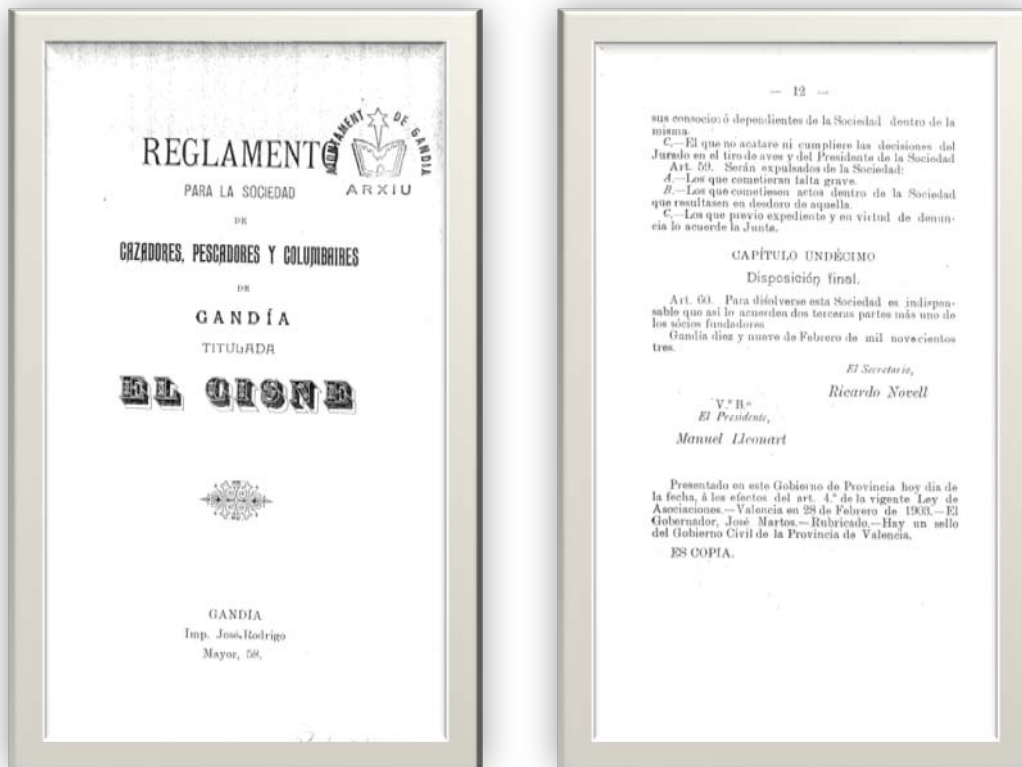 REGLAMENTO
AJUNTAMENT DE GANDIA
ARXIU
PARA LA SOCIEDAD
DE
CAZADORES, PESCADORES Y COLUMBAIRES
DE
GANDÍA
TITULADA
EL CISNE
GANDIA
Imp. José Rodrigo
Mayor, 58.
— 12 —
sus consocios ó dependientes de la Sociedad dentro de la
misma.
C.—El que no acatare ni cumpliere las decisiones del
Jurado en el tiro de aves y del Presidente de la Sociedad
Art. 59. Serán expulsados de la Sociedad:
A.—Los que cometieran falta grave.
B.—Los que cometiesen actos dentro de la Sociedad
que resultasen en desdoro de aquella.
C.—Los que previo expediente y en virtud de denun-
cia lo acuerde la Junta.
CAPÍTULO UNDÉCIMO
Disposición final.
Art. 60. Para disolverse esta Sociedad es indispen-
sable que así lo acuerden dos terceras partes más uno de
los sócios fundadores
Gandía diez y nueve de Febrero de mil novecientos
tres.
El Secretario,
Ricardo Novell
V.º B.º
El Presidente,
Manuel Lleonart
Presentado en este Gobierno de Provincia hoy dia de
la fecha, á los efectos del art. 4.º de la vigente Ley de
Asociaciones.—Valencia en 28 de Febrero de 1903.—El
Gobernador, José Martos.—Rubricado.—Hay un sello
del Gobierno Civil de la Provincia de Valencia.
ES COPIA.